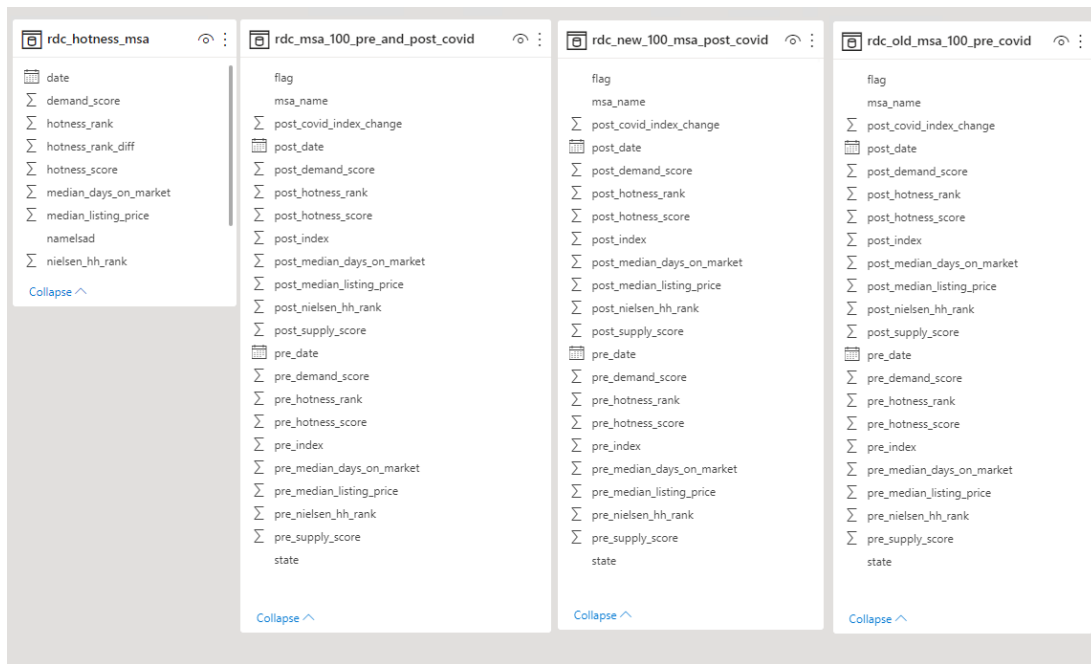 rdc_hotness_msa
date
demand_score
hotness_rank
hotness_rank_diff
hotness_score
median_days_on_market
median_listing_price
namelsad
nielsen_hh_rank
Collapse
rdc_msa_100_pre_and_post_covid
flag
msa_name
post_covid_index_change
post_date
post_demand_score
post_hotness_rank
post_hotness_score
post_index
post_median_days_on_market
post_median_listing_price
post_nielsen_hh_rank
post_supply_score
pre_date
pre_demand_score
pre_hotness_rank
pre_hotness_score
pre_index
pre_median_days_on_market
pre_median_listing_price
pre_nielsen_hh_rank
pre_supply_score
state
Collapse
rdc_new_100_msa_post_covid
flag
msa_name
post_covid_index_change
post_date
post_demand_score
post_hotness_rank
post_hotness_score
post_index
post_median_days_on_market
post_median_listing_price
post_nielsen_hh_rank
post_supply_score
pre_date
pre_demand_score
pre_hotness_rank
pre_hotness_score
pre_index
pre_median_days_on_market
pre_median_listing_price
pre_nielsen_hh_rank
pre_supply_score
state
Collapse
rdc_old_msa_100_pre_covid
flag
msa_name
post_covid_index_change
post_date
post_demand_score
post_hotness_rank
post_hotness_score
post_index
post_median_days_on_market
post_median_listing_price
post_nielsen_hh_rank
post_supply_score
pre_date
pre_demand_score
pre_hotness_rank
pre_hotness_score
pre_index
pre_median_days_on_market
pre_median_listing_price
pre_nielsen_hh_rank
pre_supply_score
state
Collapse